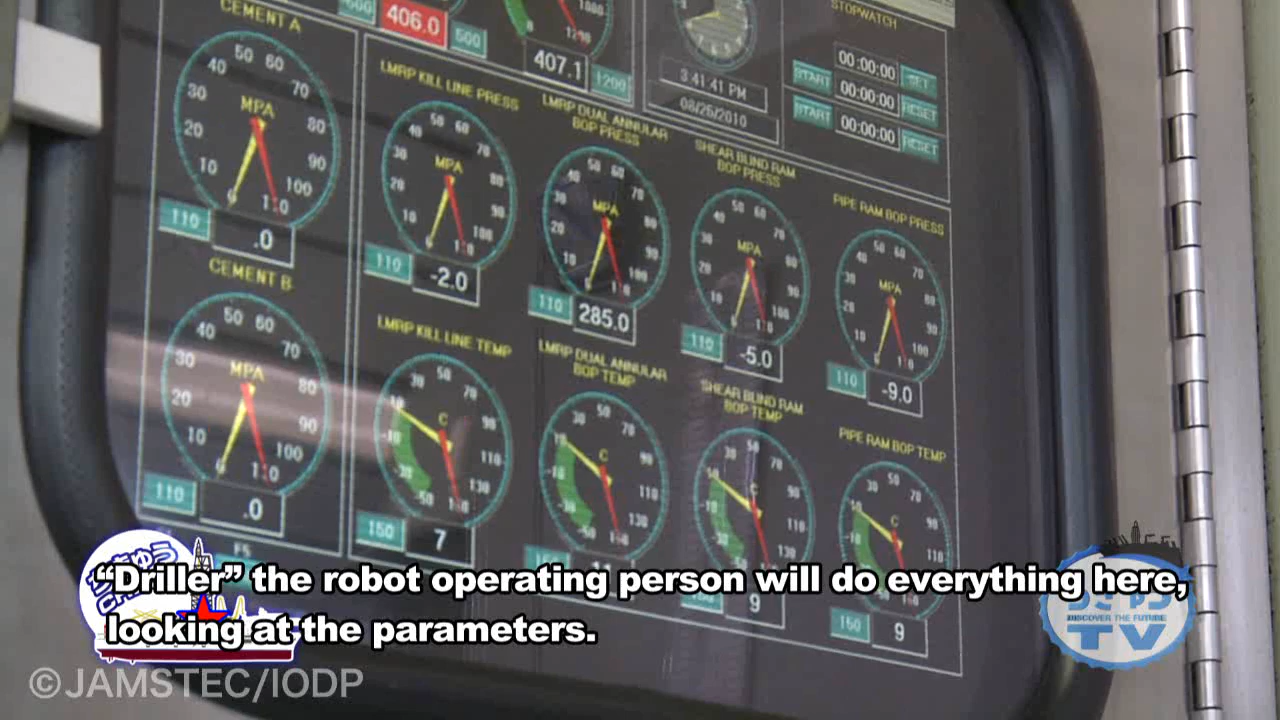 CEMENT A
406.0
500
407.1
1200
3:41:41 PM
08/26/2010
STOPWATCH
00:00:00
START
SET
00:00:00
RESET
START
00:00:00
RESET
MPA
110
.0
LMRP KILL LINE PRESS
MPA
110
-2.0
LMRP DUAL ANNULAR
BOP PRESS
MPA
110
285.0
SHEAR BLIND RAM
BOP PRESS
MPA
110
-5.0
PIPE RAM BOP PRESS
MPA
110
-9.0
CEMENT B
MPA
110
.0
LMRP KILL LINE TEMP
C
150
7
LMRP DUAL ANNULAR
BOP TEMP
C
SHEAR BLIND RAM
BOP TEMP
C
9
PIPE RAM BOP TEMP
C
9
“Driller” the robot operating person will do everything here,
looking at the parameters.
DISCOVER THE FUTURE
TV
©JAMSTEC/IODP